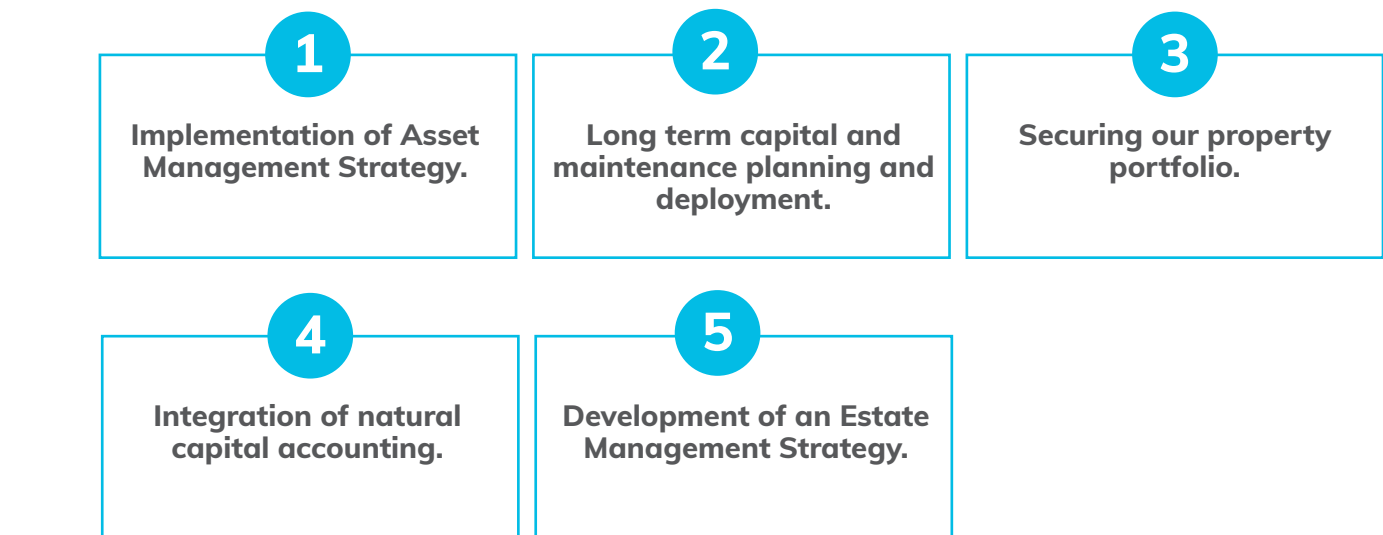 1
Implementation of Asset
Management Strategy.
2
Long term capital and
maintenance planning and
deployment.
3
Securing our property
portfolio.
4
Integration of natural
capital accounting.
5
Development of an Estate
Management Strategy.